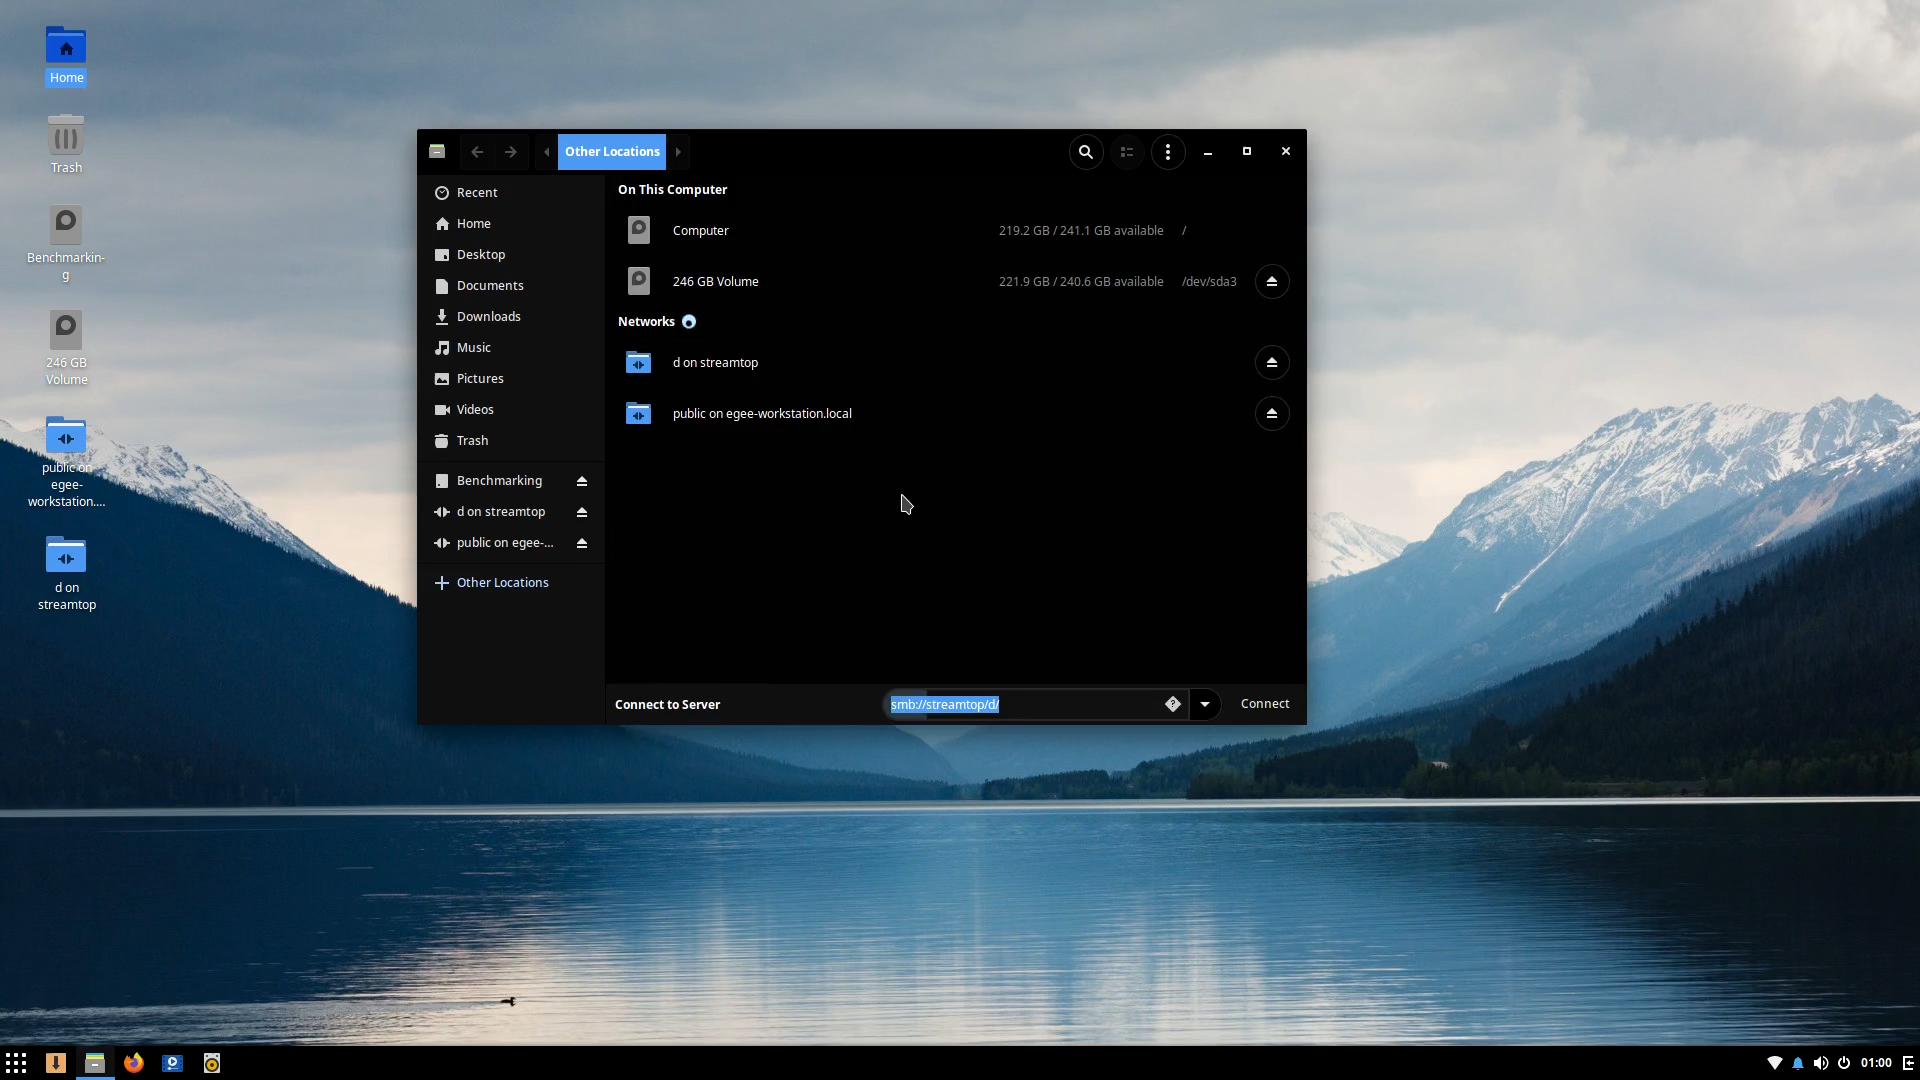 Home
Trash
Benchmarkin-
g
246 GB
Volume
public on
egee-
workstation....
d on
streamtop
Other Locations
Recent
Home
Desktop
Documents
Downloads
Music
Pictures
Videos
Trash
Benchmarking
d on streamtop
public on egee-...
Other Locations
On This Computer
Computer 219.2 GB / 241.1 GB available /
246 GB Volume 221.9 GB / 240.6 GB available /dev/sda3
Networks
d on streamtop
public on egee-workstation.local
Connect to Server smb://streamtop/d/ Connect
01:00